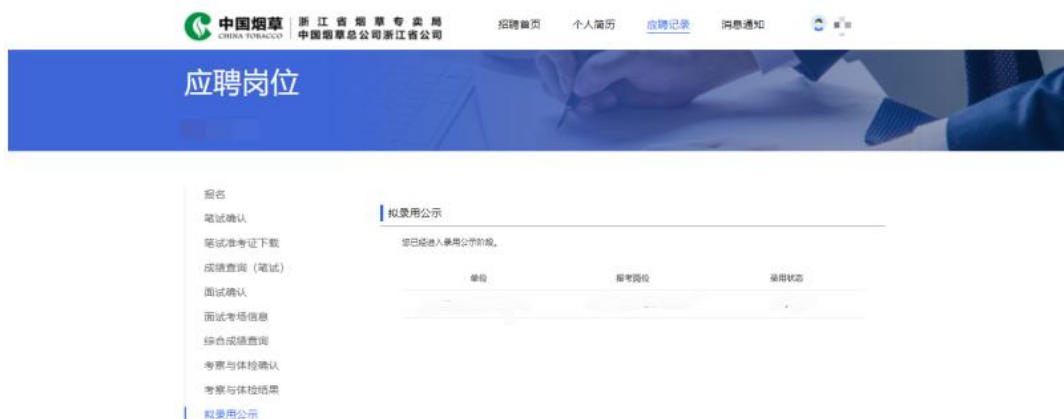 中国烟草 CHINA TOBACCO
浙江省烟草专卖局
中国烟草总公司浙江省公司
招聘首页 个人简历 应聘记录 消息通知
应聘岗位
报名
笔试确认
笔试准考证下载
成绩查询（笔试）
面试确认
面试考场信息
综合成绩查询
考察与体检确认
考察与体检结果
拟录用公示
拟录用公示
您已经进入录用公示阶段。
单位 报考岗位 录用状态